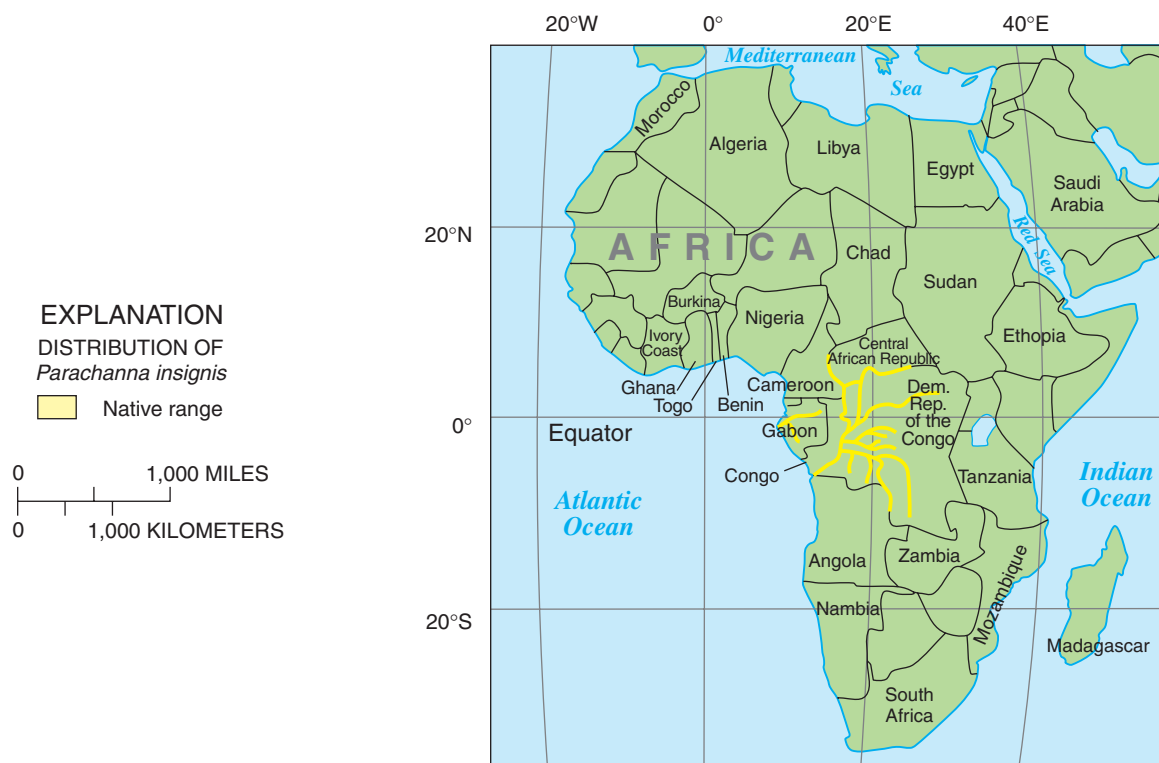 20°W 0° 20°E 40°E
Mediterranean
Sea
Morocco
Algeria
Libya
Egypt
Saudi
Arabia
Red Sea
20°N
AFRICA
Chad
Sudan
EXPLANATION
DISTRIBUTION OF
Parachanna insignis
Native range
Burkina
Nigeria
Ivory
Coast
Central
African Republic
Ethiopia
Ghana
Togo
Benin
Cameroon
Dem.
Rep.
of the
Congo
0°
Equator
Gabon
Congo
Tanzania
0 1,000 MILES
0 1,000 KILOMETERS
Atlantic
Ocean
Indian
Ocean
Angola
Zambia
Mozambique
20°S
Nambia
Madagascar
South
Africa